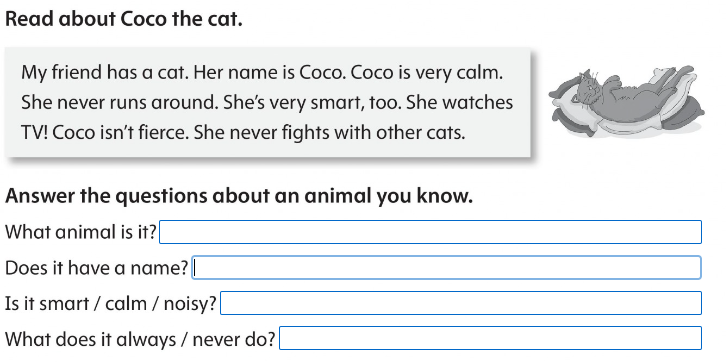 Read about Coco the cat.
My friend has a cat. Her name is Coco. Coco is very calm.
She never runs around. She's very smart, too. She watches
TV! Coco isn't fierce. She never fights with other cats.
Answer the questions about an animal you know.
What animal is it?
Does it have a name?
Is it smart / calm / noisy?
What does it always / never do?